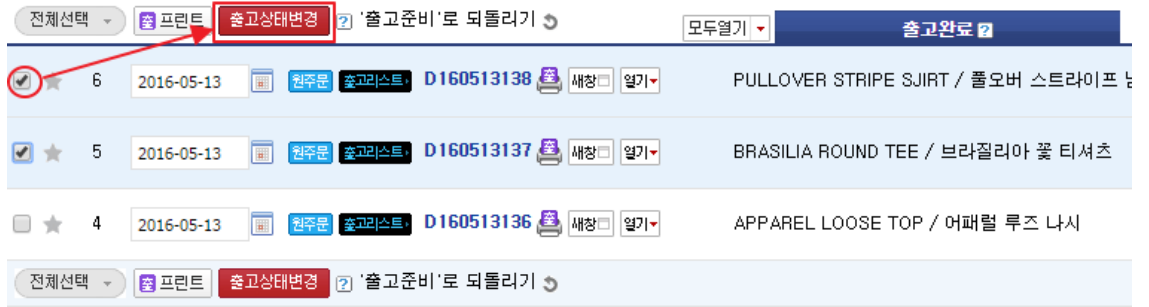 전체선택 출 프린트 출고상태변경 ? '출고준비'로 되돌리기 모두열기 출고완료 ?
6 2016-05-13 원주문 출고리스트 D160513138 출 새창 열기 PULLOVER STRIPE SJIRT / 풀오버 스트라이프
5 2016-05-13 원주문 출고리스트 D160513137 출 새창 열기 BRASILIA ROUND TEE / 브라질리아 꽃 티셔츠
4 2016-05-13 원주문 출고리스트 D160513136 출 새창 열기 APPAREL LOOSE TOP / 어패럴 루즈 나시
전체선택 출 프린트 출고상태변경 ? '출고준비'로 되돌리기